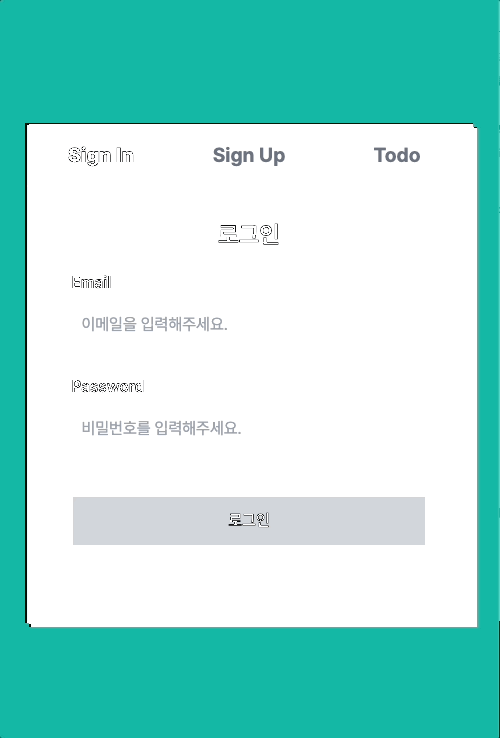 Sign In Sign Up Todo
로그인
Email
이메일을 입력해주세요.
Password
비밀번호를 입력해주세요.
로그인